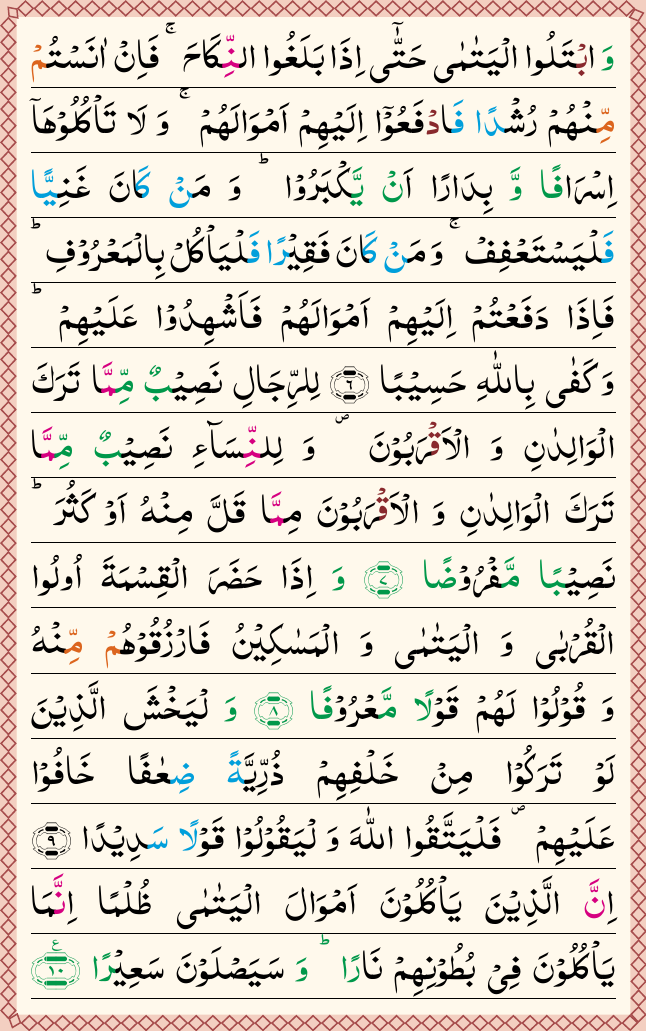 وَ ابۡتَلُوا الۡيَتٰمٰى حَتّٰٓى اِذَا بَلَغُوا النِّكَاحَ‌ ۚ فَاِنۡ اٰنَسۡتُمۡ
مِّنۡهُمۡ رُشۡدًا فَادۡفَعُوۡۤا اِلَيۡهِمۡ اَمۡوَالَهُمۡ‌ ۚ وَ لَا تَاۡكُلُوۡهَاۤ
اِسۡرَافًا وَّ بِدَارًا اَنۡ يَّكۡبَرُوۡا‌ ؕ وَ مَنۡ كَانَ غَنِيًّا
فَلۡيَسۡتَعۡفِفۡ‌ ۚ وَ مَنۡ كَانَ فَقِيۡرًا فَلۡيَاۡكُلۡ بِالۡمَعۡرُوۡفِ‌ ؕ
فَاِذَا دَفَعۡتُمۡ اِلَيۡهِمۡ اَمۡوَالَهُمۡ فَاَشۡهِدُوۡا عَلَيۡهِمۡ‌ ؕ
وَكَفٰى بِاللّٰهِ حَسِيۡبًا ﴿۶﴾ لِلرِّجَالِ نَصِيۡبٌ مِّمَّا تَرَكَ
الۡوَالِدٰنِ وَ الۡاَقۡرَبُوۡنَ ۖ وَ لِلنِّسَآءِ نَصِيۡبٌ مِّمَّا
تَرَكَ الۡوَالِدٰنِ وَ الۡاَقۡرَبُوۡنَ مِمَّا قَلَّ مِنۡهُ اَوۡ كَثُرَ ‌ؕ
نَصِيۡبًا مَّفۡرُوۡضًا ﴿۷﴾ وَ اِذَا حَضَرَ الۡقِسۡمَةَ اُولُوا
الۡقُرۡبٰى وَ الۡيَتٰمٰى وَ الۡمَسٰكِيۡنُ فَارۡزُقُوۡهُمۡ مِّنۡهُ
وَ قُوۡلُوۡا لَهُمۡ قَوۡلًا مَّعۡرُوۡفًا ﴿۸﴾ وَ لۡيَخۡشَ الَّذِيۡنَ
لَوۡ تَرَكُوۡا مِنۡ خَلۡفِهِمۡ ذُرِّيَّةً ضِعٰفًا خَافُوۡا
عَلَيۡهِمۡ ۖ فَلۡيَتَّقُوا اللّٰهَ وَ لۡيَقُوۡلُوۡا قَوۡلًا سَدِيۡدًا ﴿۹﴾
اِنَّ الَّذِيۡنَ يَاۡكُلُوۡنَ اَمۡوَالَ الۡيَتٰمٰى ظُلۡمًا اِنَّمَا
يَاۡكُلُوۡنَ فِىۡ بُطُوۡنِهِمۡ نَارًا‌ ؕ وَ سَيَصۡلَوۡنَ سَعِيۡرًا ﴿۱۰﴾ ع